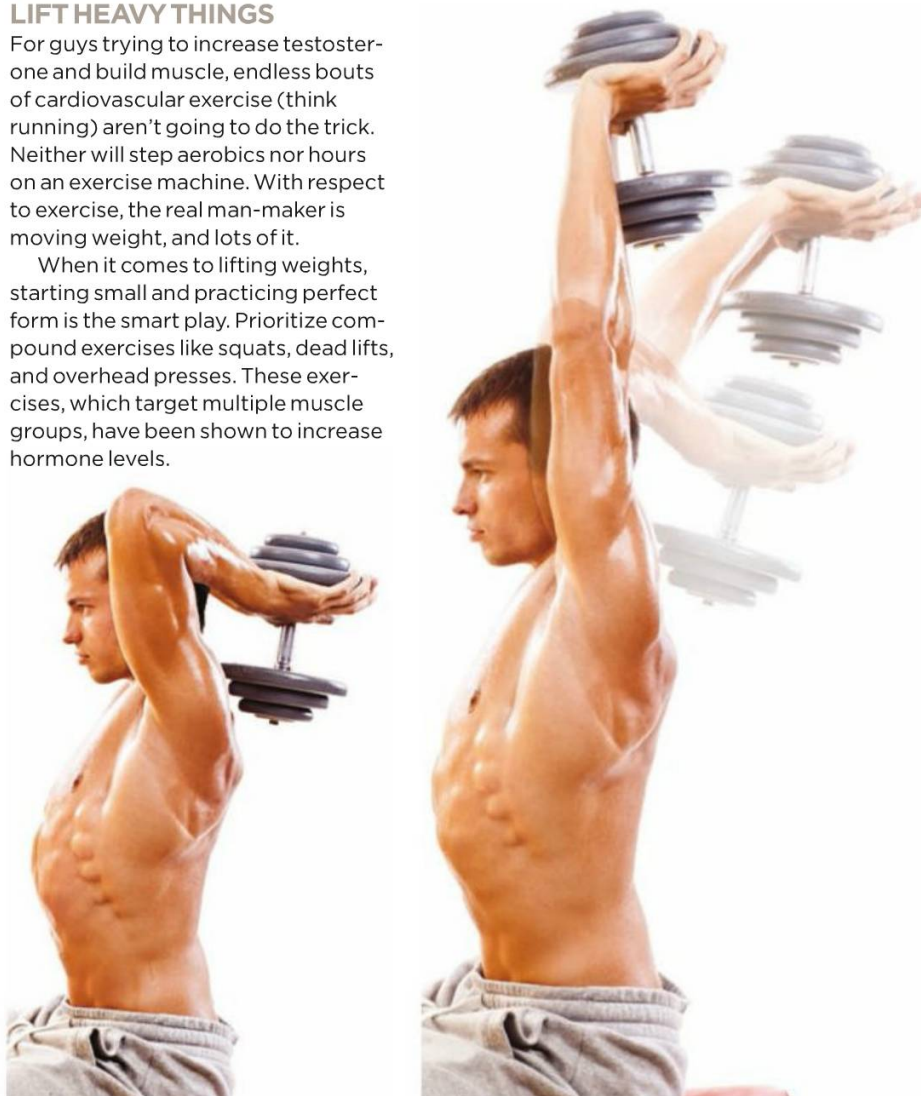 LIFT HEAVY THINGS
For guys trying to increase testoster-
one and build muscle, endless bouts
of cardiovascular exercise (think
running) aren't going to do the trick.
Neither will step aerobics nor hours
on an exercise machine. With respect
to exercise, the real man-maker is
moving weight, and lots of it.
When it comes to lifting weights,
starting small and practicing perfect
form is the smart play. Prioritize com-
pound exercises like squats, dead lifts,
and overhead presses. These exer-
cises, which target multiple muscle
groups, have been shown to increase
hormone levels.